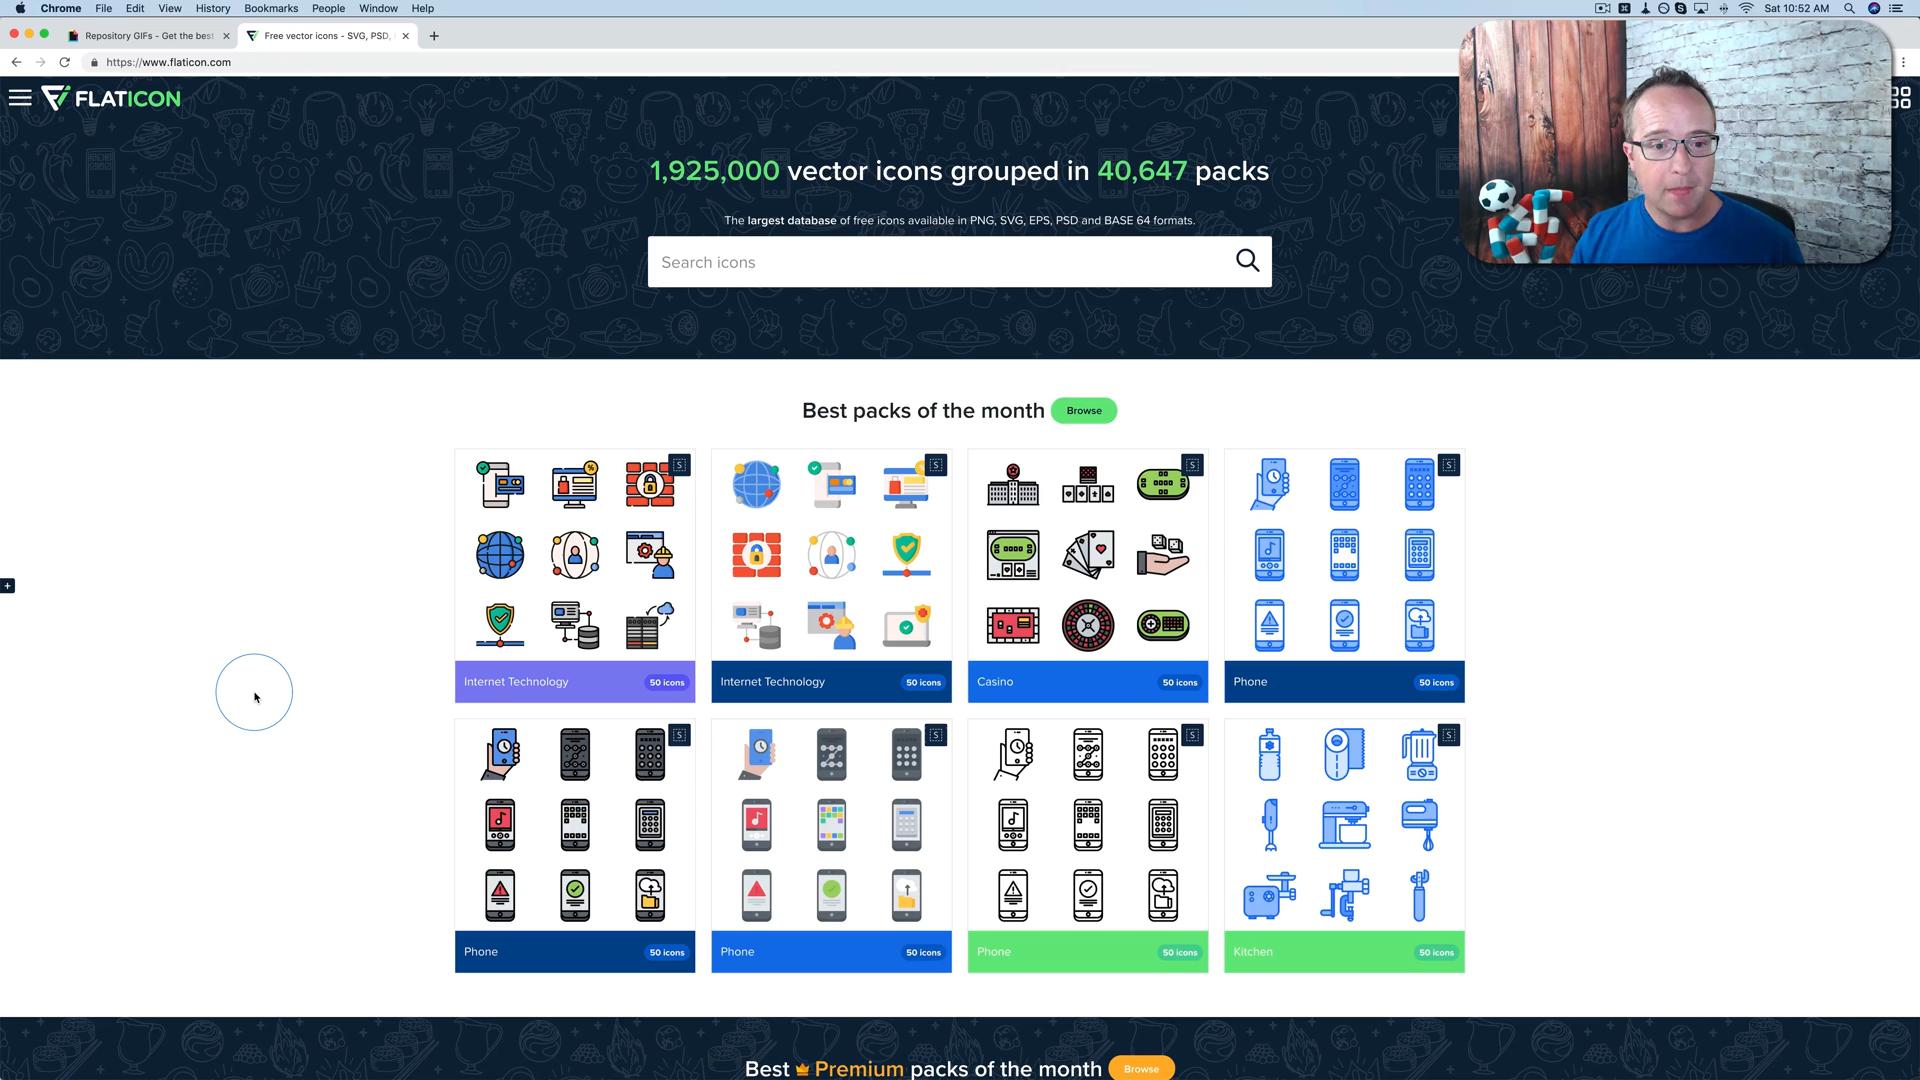 Chrome File Edit View History Bookmarks People Window Help Sat 10:52 AM
Repository GIFs - Get the best Free vector icons - SVG, PSD,
https://www.flaticon.com
FLATICON
1,925,000 vector icons grouped in 40,647 packs
The largest database of free icons available in PNG, SVG, EPS, PSD and BASE 64 formats.
Search icons
Best packs of the month Browse
S S S S
Internet Technology 50 icons Internet Technology 50 icons Casino 50 icons Phone 50 icons
S S S S
Phone 50 icons Phone 50 icons Phone 50 icons Kitchen 50 icons
Best Premium packs of the month Browse